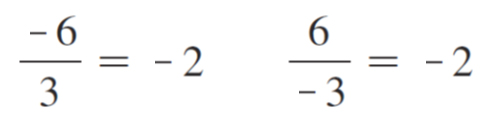 -6/3 = -2    6/-3 = -2